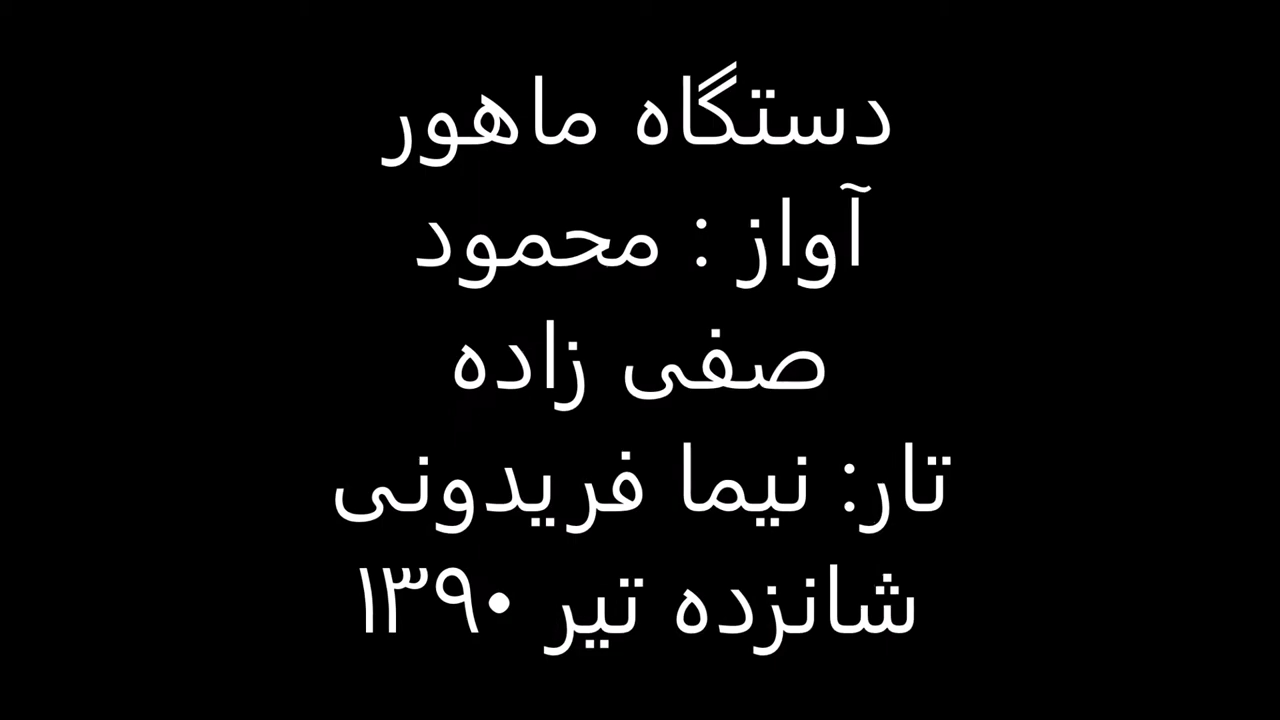 دستگاه ماهور
آواز : محمود
صفی زاده
تار: نیما فریدونی
شانزده تیر ۱۳۹۰